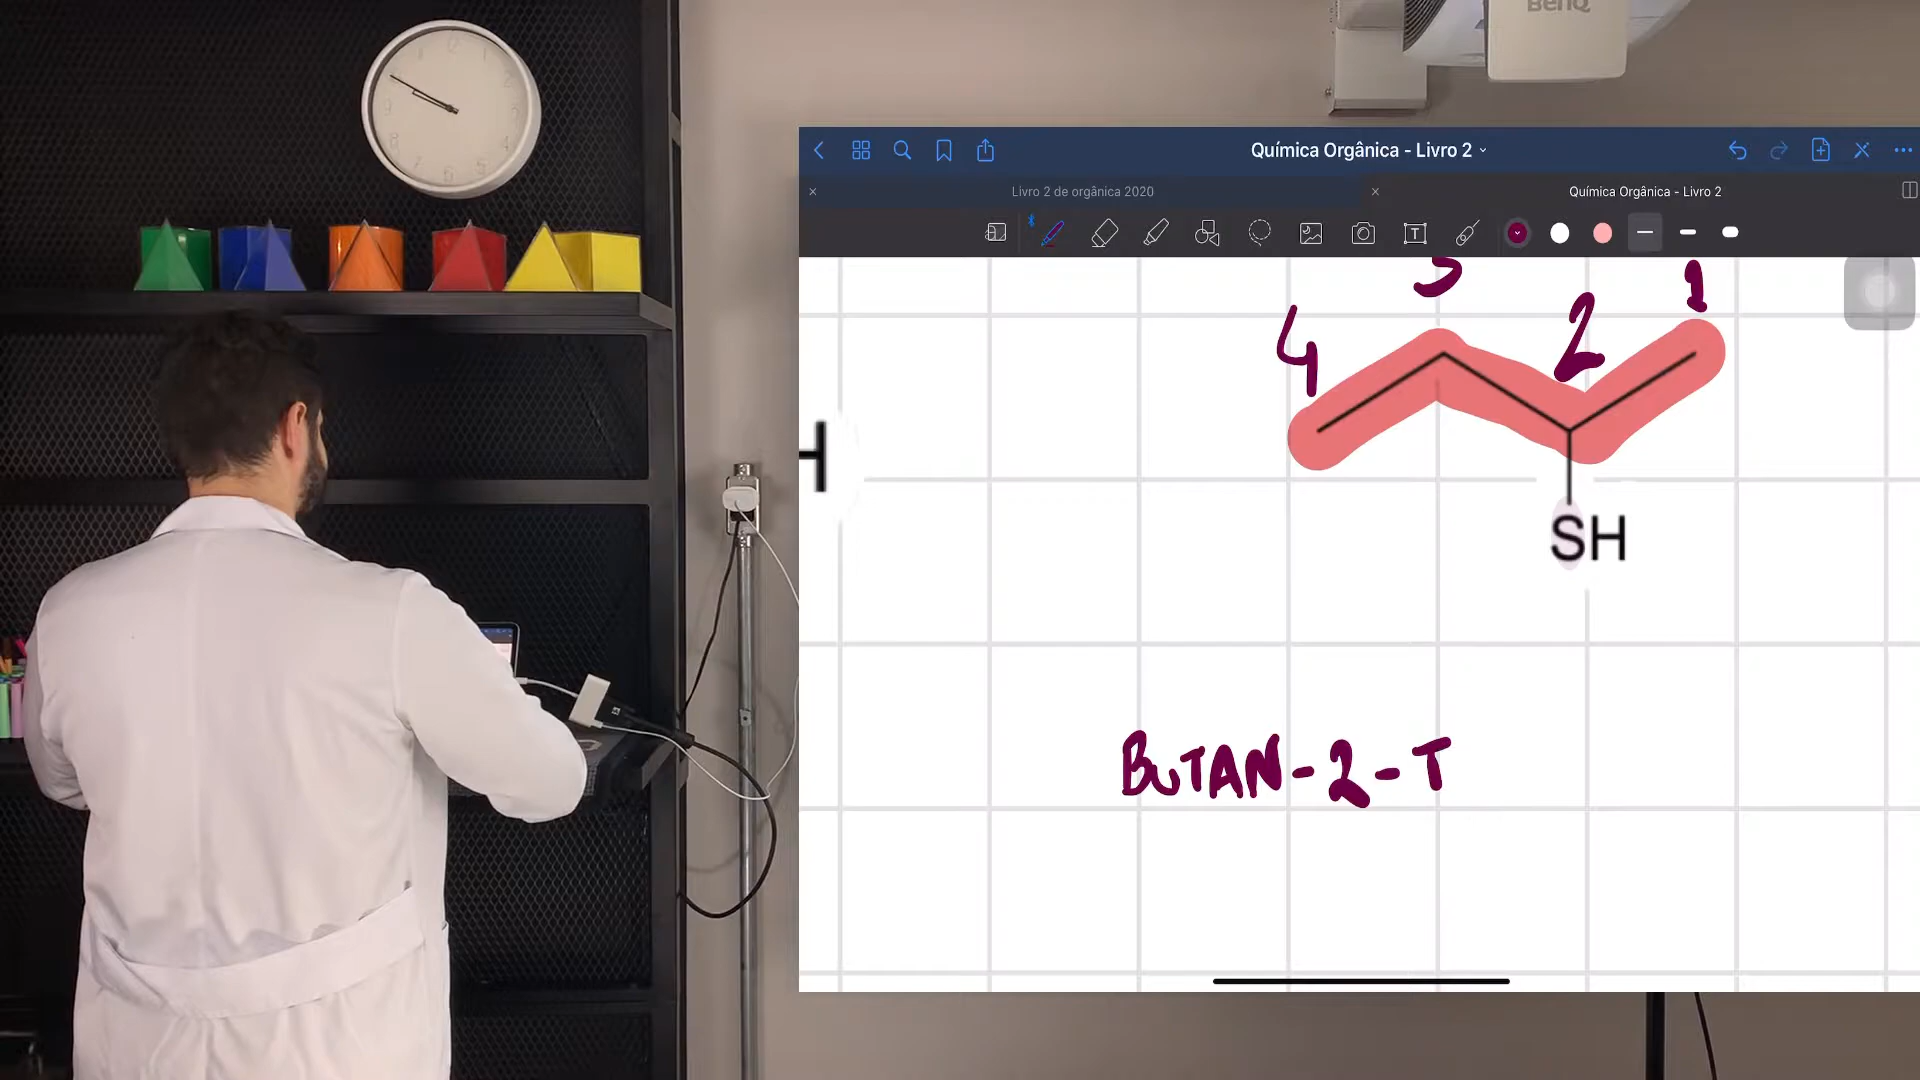 BenQ
Química Orgânica - Livro 2
Livro 2 de orgânica 2020
Química Orgânica - Livro 2
T
3
1
2
4
H
SH
BUTAN-2-T